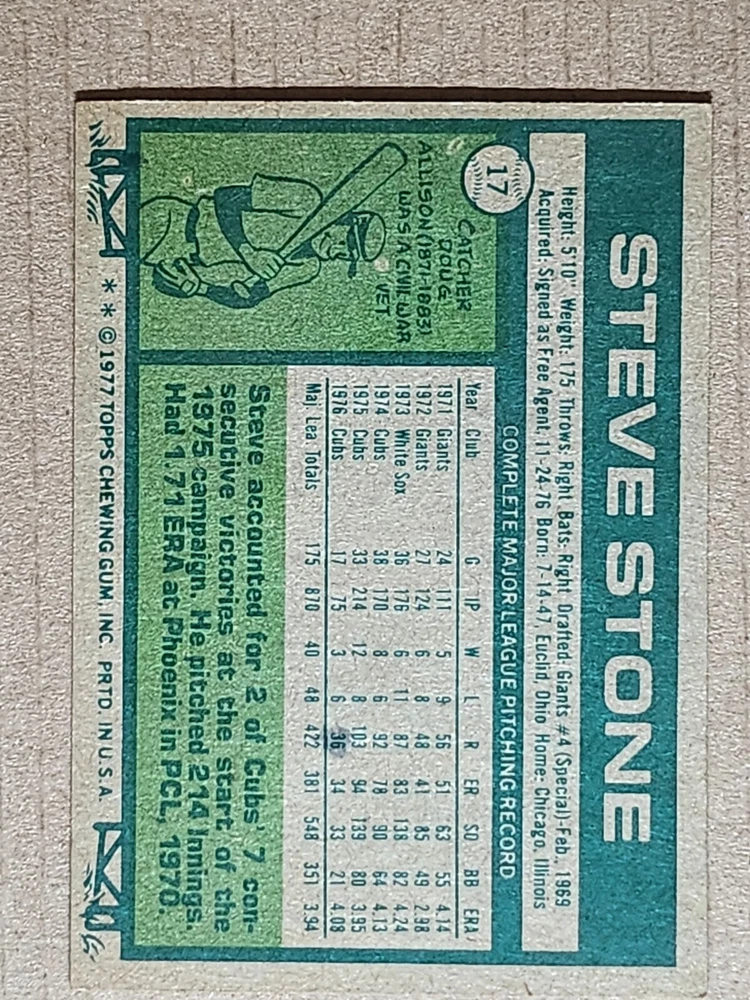 17
STEVE STONE
Height: 5'10" Weight: 175 Throws: Right Bats: Right Drafted: Giants #4 (Special)-Feb., 1969
Acquired: Signed as Free Agent, 11-24-76 Born: 7-14-47, Euclid, Ohio Home: Chicago, Illinois
COMPLETE MAJOR LEAGUE PITCHING RECORD
Year Club G IP W L R ER SO BB ERA
1971 Giants 24 111 5 9 56 51 63 55 4.14
1972 Giants 27 124 6 8 48 41 85 49 2.98
1973 White Sox 36 176 6 11 87 83 138 82 4.24
1974 Cubs 38 170 8 6 92 78 90 64 4.13
1975 Cubs 33 214 12 8 103 94 139 80 3.95
1976 Cubs 17 75 3 6 36 34 33 21 4.08
Maj. Lea. Totals 175 870 40 48 422 381 548 351 3.94
CATCHER
DOUG
ALLISON (1871-1883)
WAS A CIVIL WAR
VET
Steve accounted for 2 of Cubs' 7 con-
secutive victories at the start of the
1975 campaign. He pitched 214 Innings.
Had 1.71 ERA at Phoenix in PCL, 1970.
* * © 1977 TOPPS CHEWING GUM, INC. PRTD. IN U.S.A.